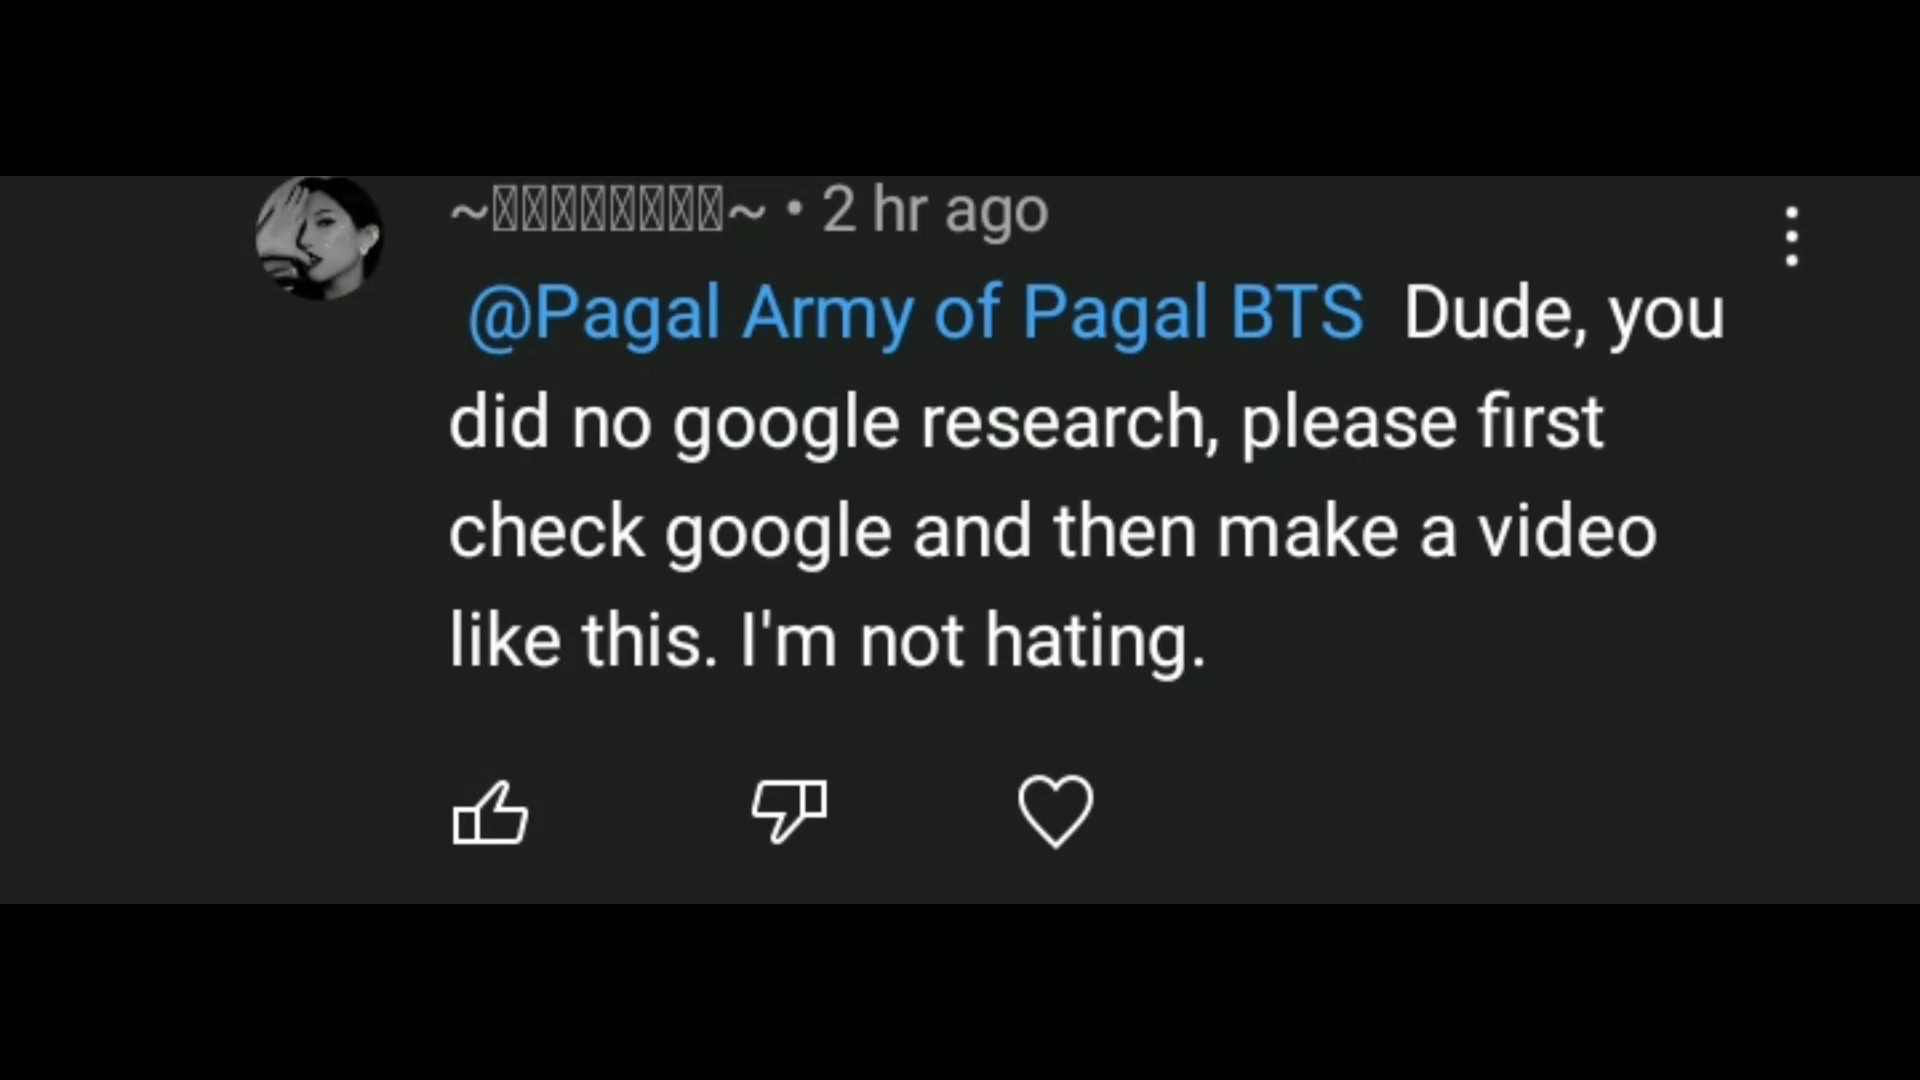 ~󠀠󠀠~ • 2 hr ago
@Pagal Army of Pagal BTS Dude, you
did no google research, please first
check google and then make a video
like this. I'm not hating.